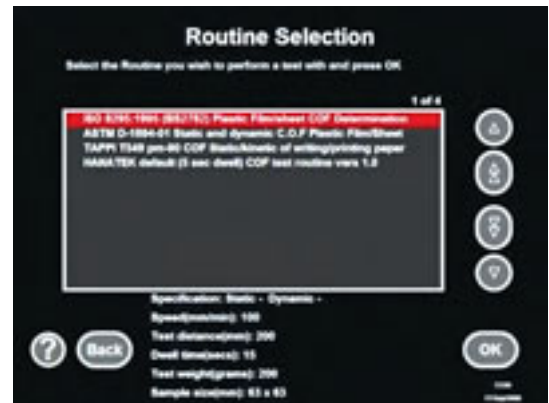 Routine Selection
Select the Routine you wish to perform a test with and press OK
1 of 4
ISO 8295:1995 (BS2782) Plastic Film/sheet COF Determination
ASTM D-1894-01 Static and dynamic C.O.F Plastic Film/Sheet
TAPPI T549 pm-90 COF Static/kinetic of writing/printing paper
HANATEK default (5 sec dwell) COF test routine vers 1.0
Specification: Static - Dynamic -
Speed(mm/min): 100
Test distance(mm): 200
? Back
Dwell time(secs): 15
OK
Test weight(grams): 200
Sample size(mm): 63 x 63